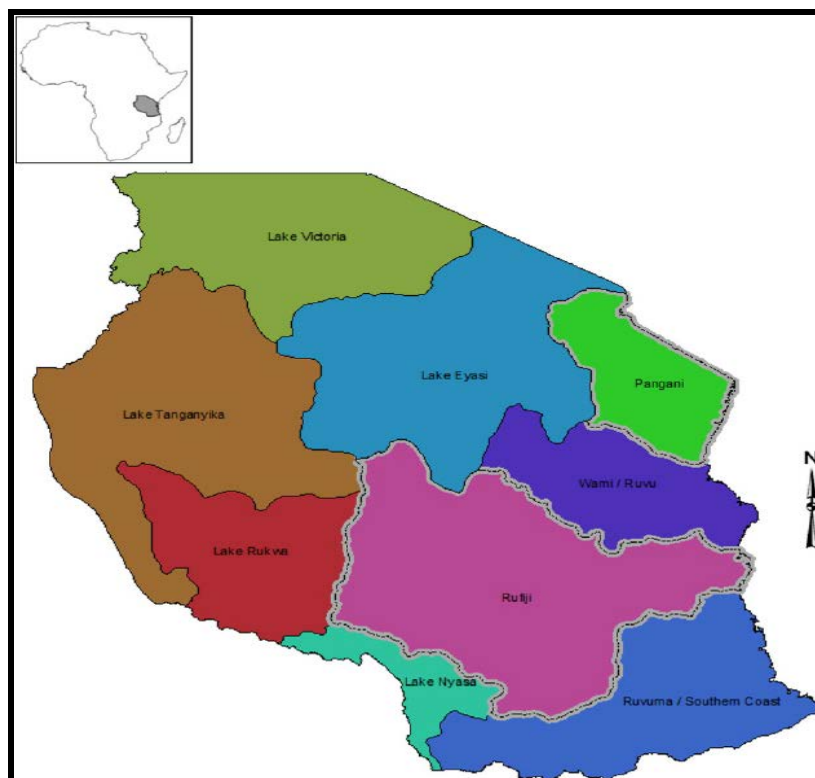 Lake Victoria
Lake Eyasi
Pangani
Lake Tanganyika
N
Wami / Ruvu
Lake Rukwa
Rufiji
Lake Nyasa
Ruvuma / Southern Coast